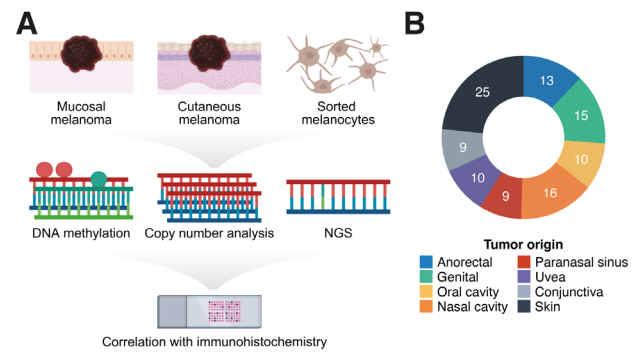 A
Mucosal
melanoma
Cutaneous
melanoma
Sorted
melanocytes
DNA methylation
Copy number analysis
NGS
Correlation with immunohistochemistry
B
13
15
10
16
9
10
9
25
Tumor origin
Anorectal
Genital
Oral cavity
Nasal cavity
Paranasal sinus
Uvea
Conjunctiva
Skin